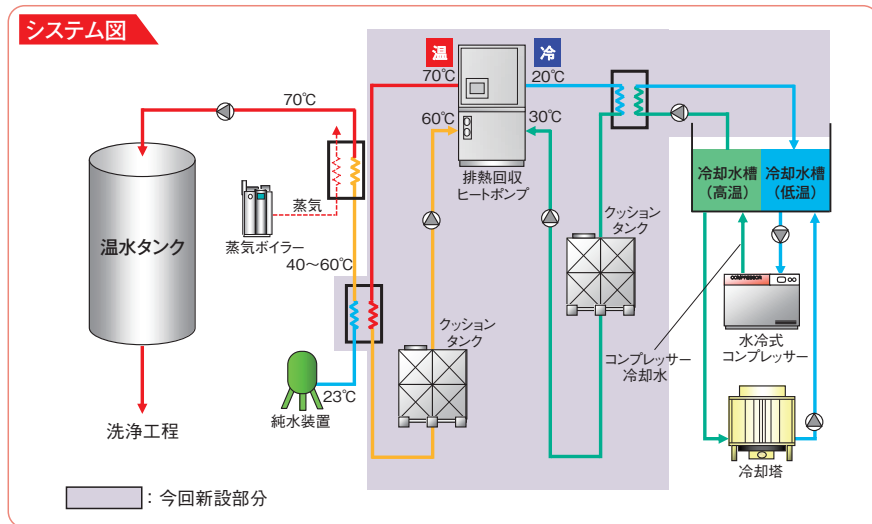 システム図
温
冷
70℃
70℃
20℃
60℃
30℃
排熱回収
ヒートポンプ
冷却水槽
(高温)
冷却水槽
(低温)
蒸気
蒸気ボイラー
温水タンク
40〜60℃
クッション
タンク
クッション
タンク
COMPRESSOR
水冷式
コンプレッサー
コンプレッサー
冷却水
23℃
純水装置
洗浄工程
冷却塔
：今回新設部分